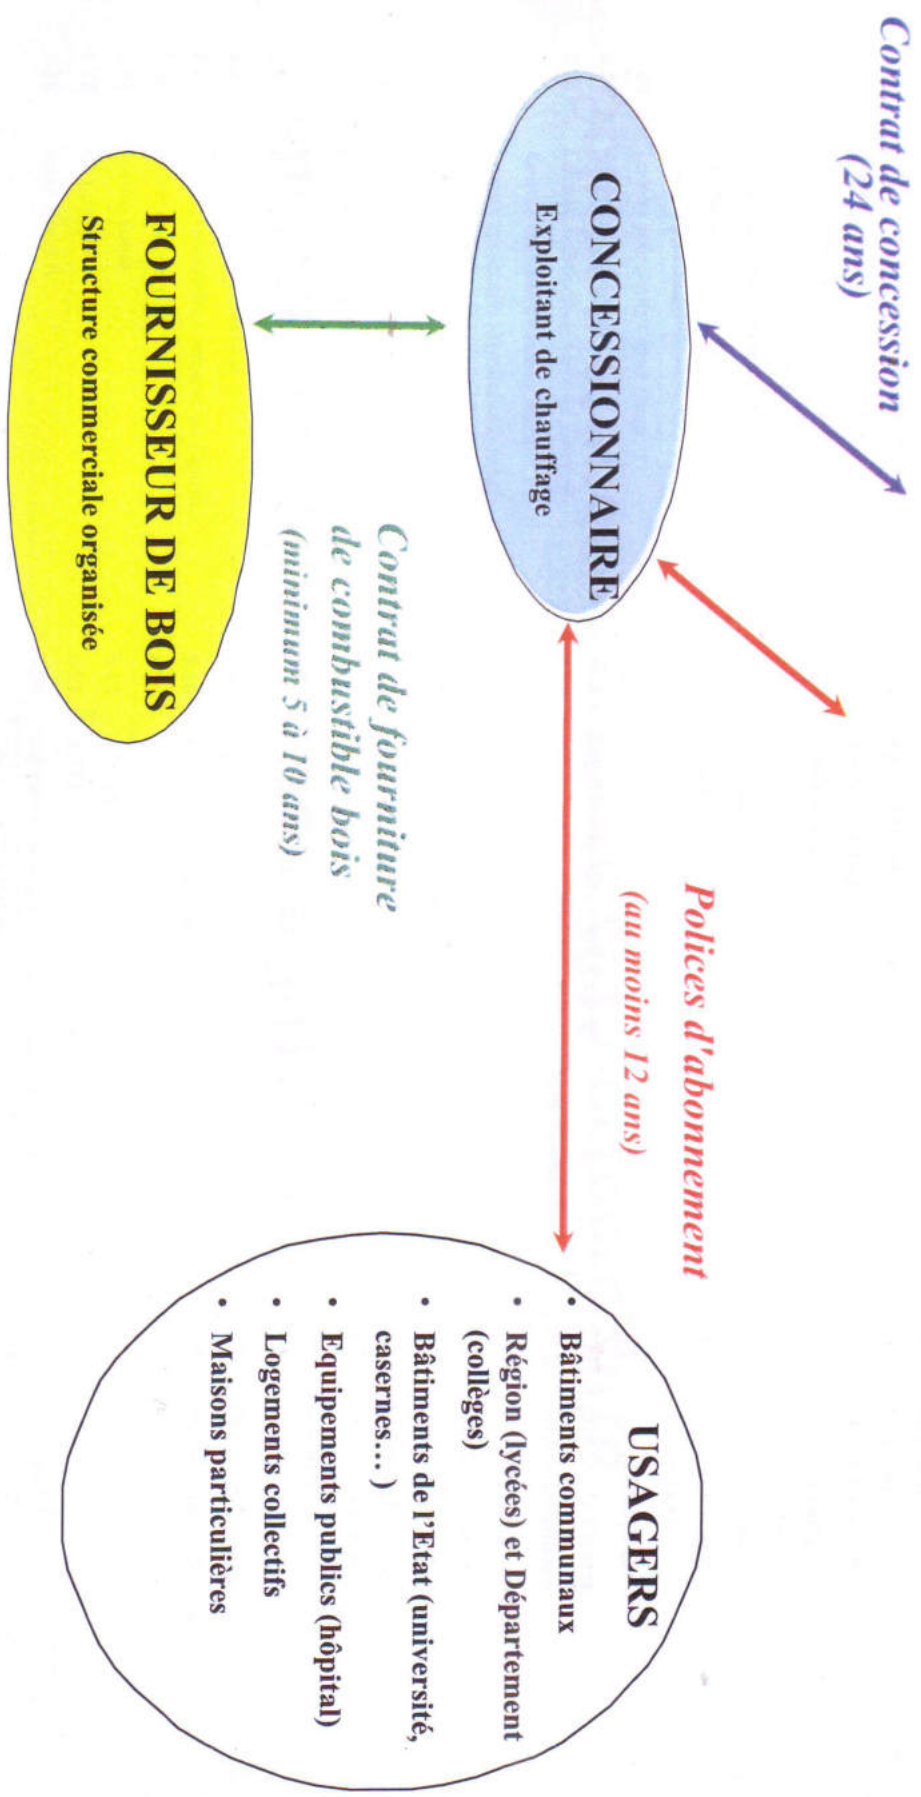 Contrat de concession
(24 ans)
CONCESSIONNAIRE
Exploitant de chauffage
Polices d'abonnement
(au moins 12 ans)
Contrat de fourniture
de combustible bois
(minimum 5 à 10 ans)
FOURNISSEUR DE BOIS
Structure commerciale organisée
USAGERS
• Bâtiments communaux
• Région (lycées) et Département
(collèges)
• Bâtiments de l'Etat (université,
casernes... )
• Equipements publics (hôpital)
• Logements collectifs
• Maisons particulières